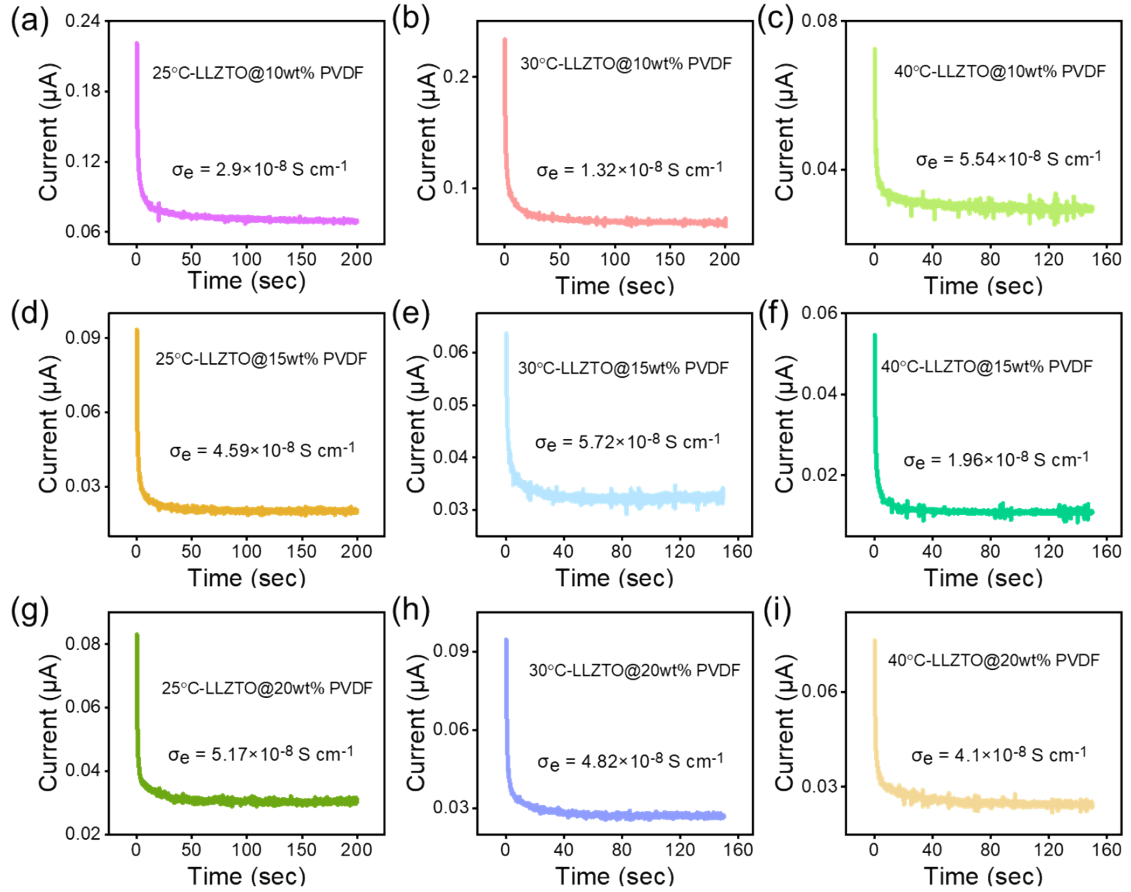 (a)
0.24
0.18
0.12
0.06
Current (µA)
25°C-LLZTO@10wt% PVDF
σe = 2.9×10-8 S cm-1
0 50 100 150 200
Time (sec)
(b)
0.2
0.1
Current (µA)
30°C-LLZTO@10wt% PVDF
σe = 1.32×10-8 S cm-1
0 50 100 150 200
Time (sec)
(c)
0.08
0.04
Current (µA)
40°C-LLZTO@10wt% PVDF
σe = 5.54×10-8 S cm-1
0 40 80 120 160
Time (sec)
(d)
0.09
0.06
0.03
Current (µA)
25°C-LLZTO@15wt% PVDF
σe = 4.59×10-8 S cm-1
0 50 100 150 200
Time (sec)
(e)
0.06
0.05
0.04
0.03
Current (µA)
30°C-LLZTO@15wt% PVDF
σe = 5.72×10-8 S cm-1
0 40 80 120 160
Time (sec)
(f)
0.06
0.04
0.02
Current (µA)
40°C-LLZTO@15wt% PVDF
σe = 1.96×10-8 S cm-1
0 40 80 120 160
Time (sec)
(g)
0.08
0.06
0.04
0.02
Current (µA)
25°C-LLZTO@20wt% PVDF
σe = 5.17×10-8 S cm-1
0 50 100 150 200
Time (sec)
(h)
0.09
0.06
0.03
Current (µA)
30°C-LLZTO@20wt% PVDF
σe = 4.82×10-8 S cm-1
0 40 80 120 160
Time (sec)
(i)
0.06
0.03
Current (µA)
40°C-LLZTO@20wt% PVDF
σe = 4.1×10-8 S cm-1
0 40 80 120 160
Time (sec)